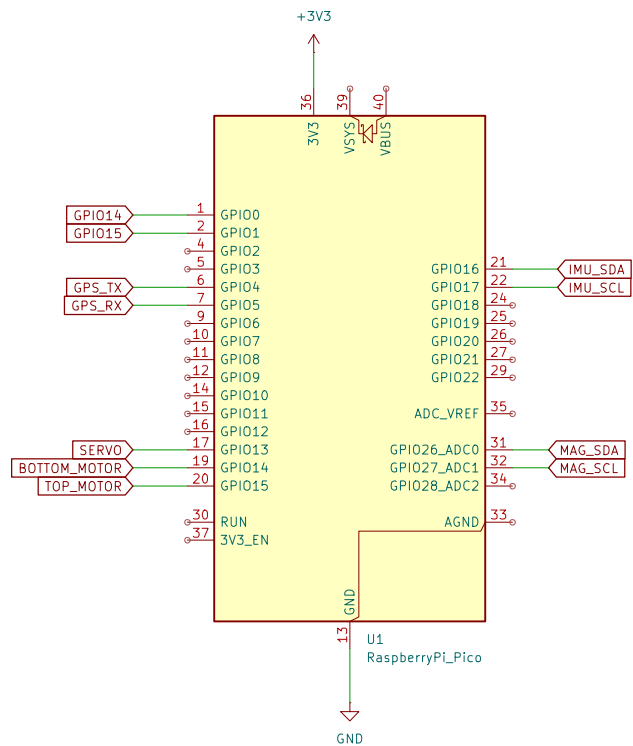 +3V3
36
39
40
3V3
VSYS
VBUS
GPIO14 1 GPIO0
GPIO15 2 GPIO1
4 GPIO2
5 GPIO3
GPIO16 21 IMU_SDA
GPS_TX 6 GPIO4
GPIO17 22 IMU_SCL
GPS_RX 7 GPIO5
GPIO18 24
9 GPIO6
GPIO19 25
10 GPIO7
GPIO20 26
11 GPIO8
GPIO21 27
12 GPIO9
GPIO22 29
14 GPIO10
15 GPIO11
ADC_VREF 35
16 GPIO12
SERVO 17 GPIO13
GPIO26_ADC0 31 MAG_SDA
BOTTOM_MOTOR 19 GPIO14
GPIO27_ADC1 32 MAG_SCL
TOP_MOTOR 20 GPIO15
GPIO28_ADC2 34
30 RUN
AGND 33
37 3V3_EN
GND
13
U1
RaspberryPi_Pico
GND